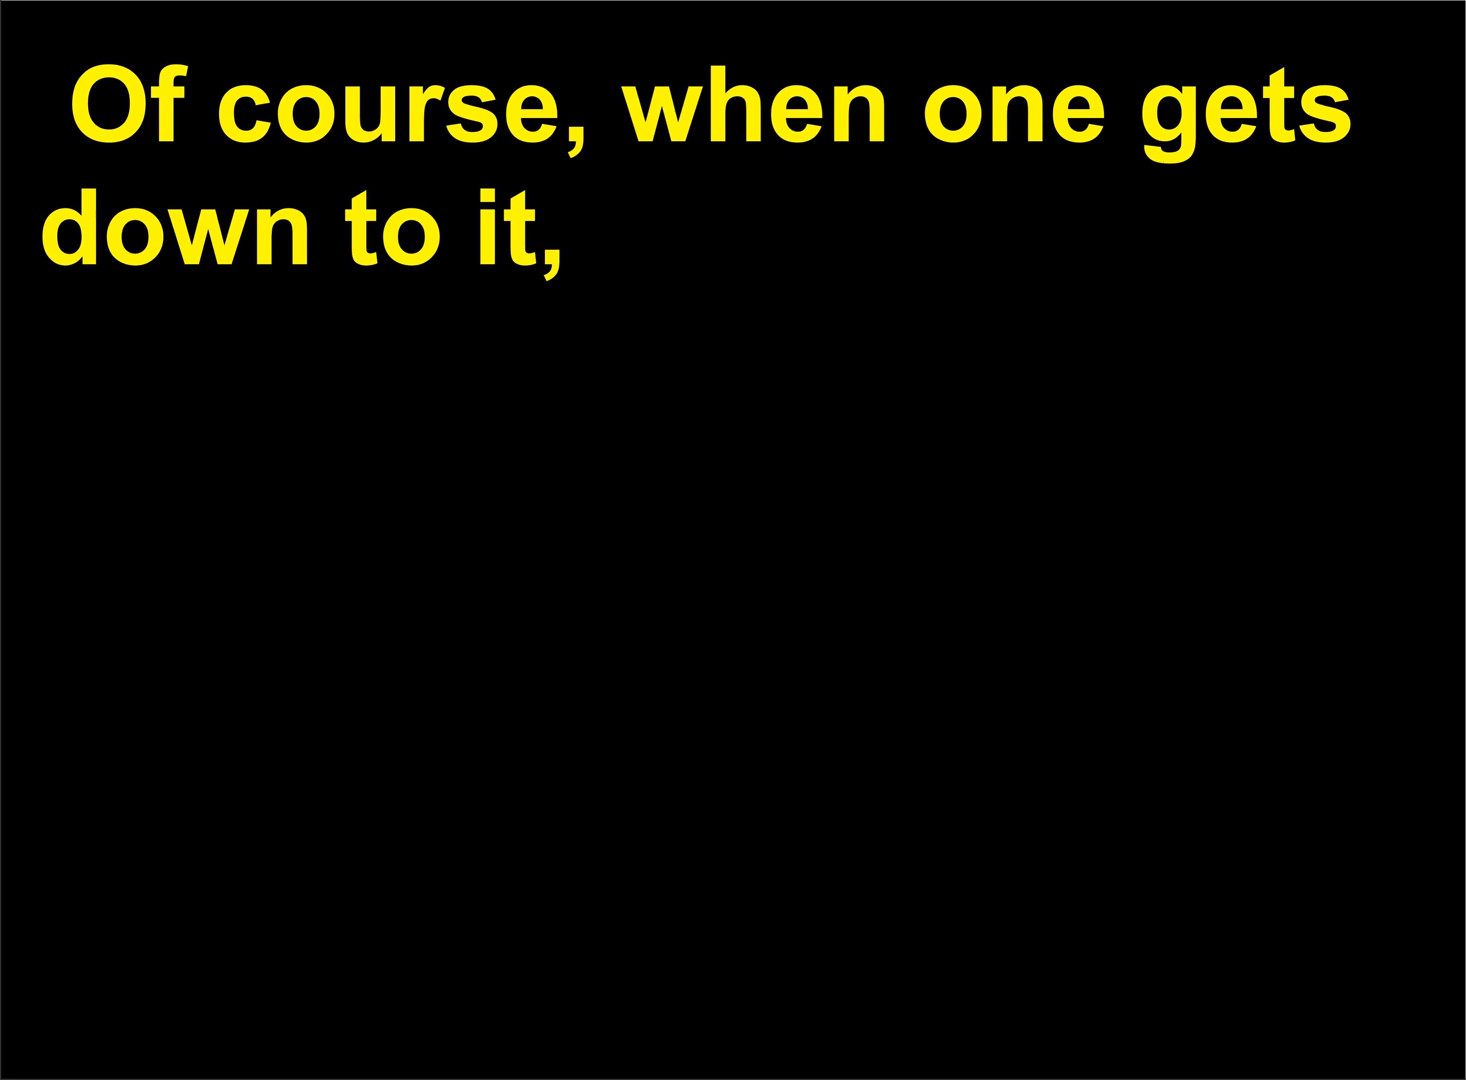 Of course, when one gets
down to it,